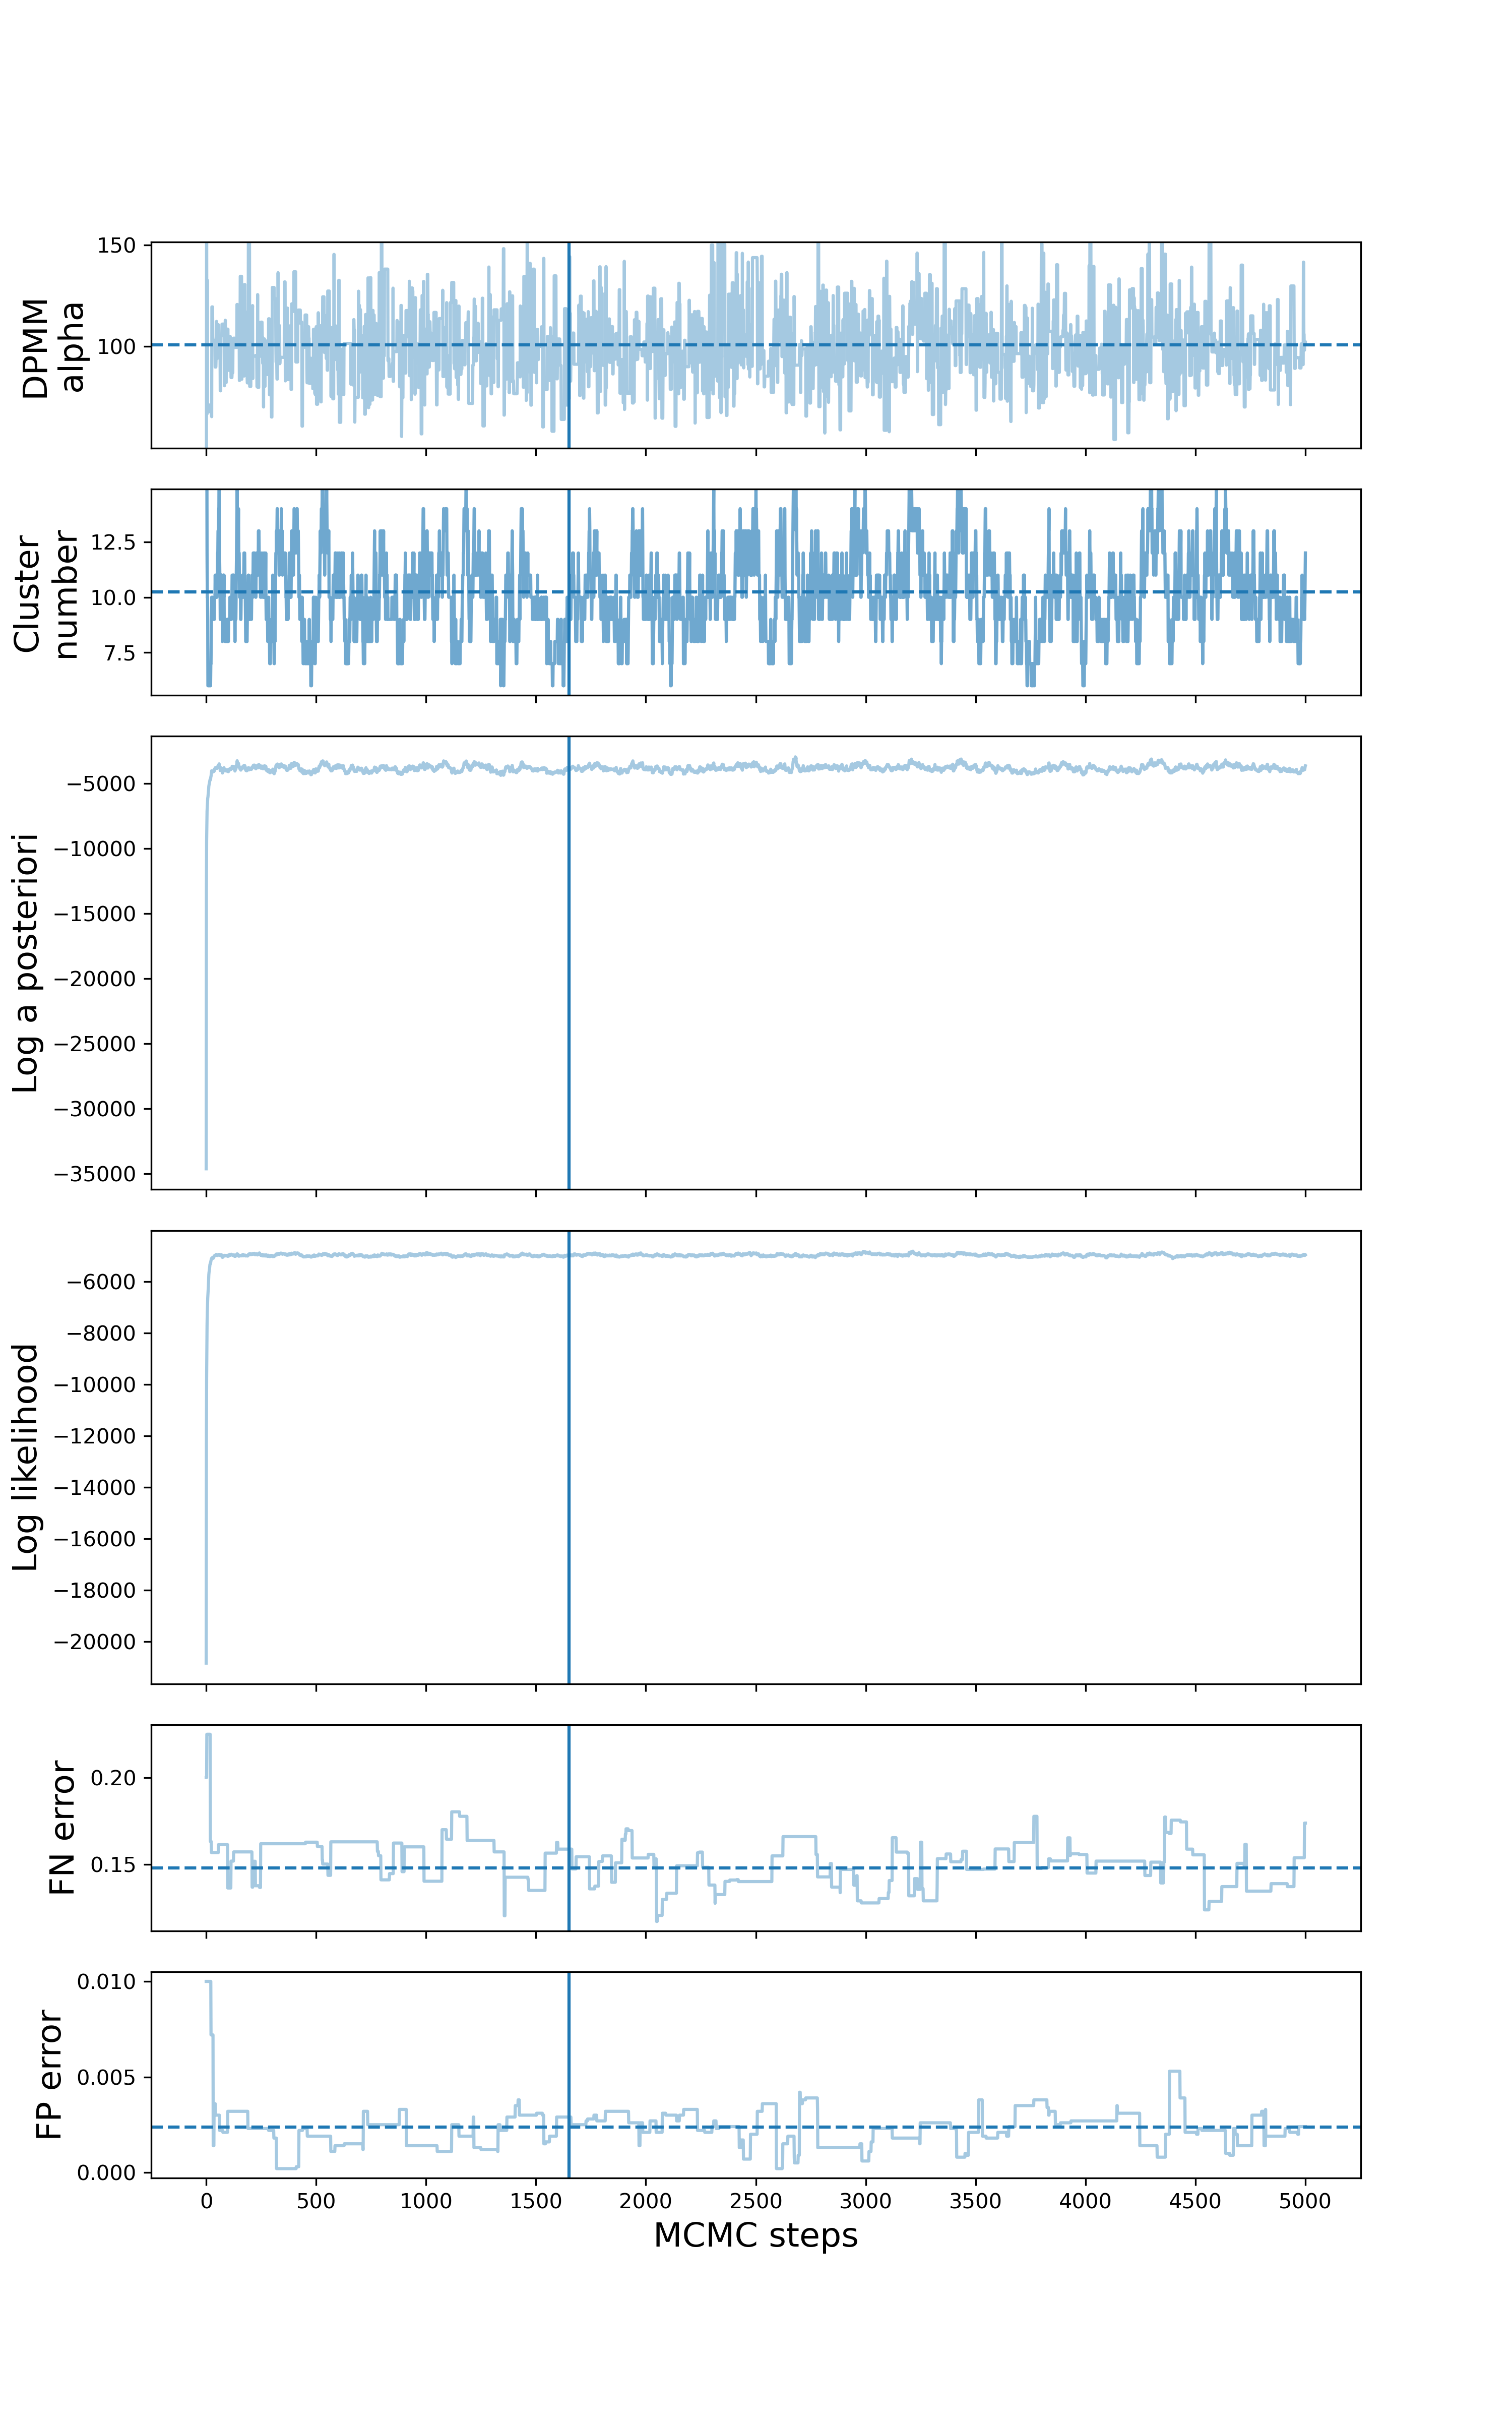 DPMM
alpha
150
100
Cluster
number
12.5
10.0
7.5
Log a posteriori
−5000
−10000
−15000
−20000
−25000
−30000
−35000
Log likelihood
−6000
−8000
−10000
−12000
−14000
−16000
−18000
−20000
FN error
0.20
0.15
FP error
0.010
0.005
0.000
0 500 1000 1500 2000 2500 3000 3500 4000 4500 5000
MCMC steps